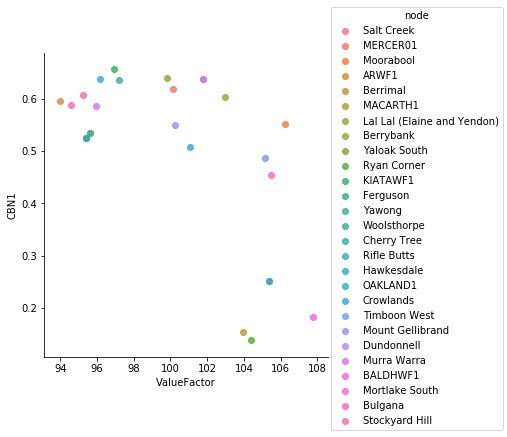 node
Salt Creek
MERCER01
Moorabool
ARWF1
Berrimal
MACARTH1
Lal Lal (Elaine and Yendon)
Berrybank
Yaloak South
Ryan Corner
KIATAWF1
Ferguson
Yawong
Woolsthorpe
Cherry Tree
Rifle Butts
Hawkesdale
OAKLAND1
Crowlands
Timboon West
Mount Gellibrand
Dundonnell
Murra Warra
BALDHWF1
Mortlake South
Bulgana
Stockyard Hill
0.6
0.5
0.4
0.3
0.2
CBN1
94 96 98 100 102 104 106 108
ValueFactor